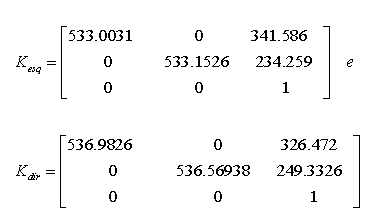 533.0031 0 341.586
K_esq = 0 533.1526 234.259 e
0 0 1
536.9826 0 326.472
K_dir = 0 536.56938 249.3326
0 0 1